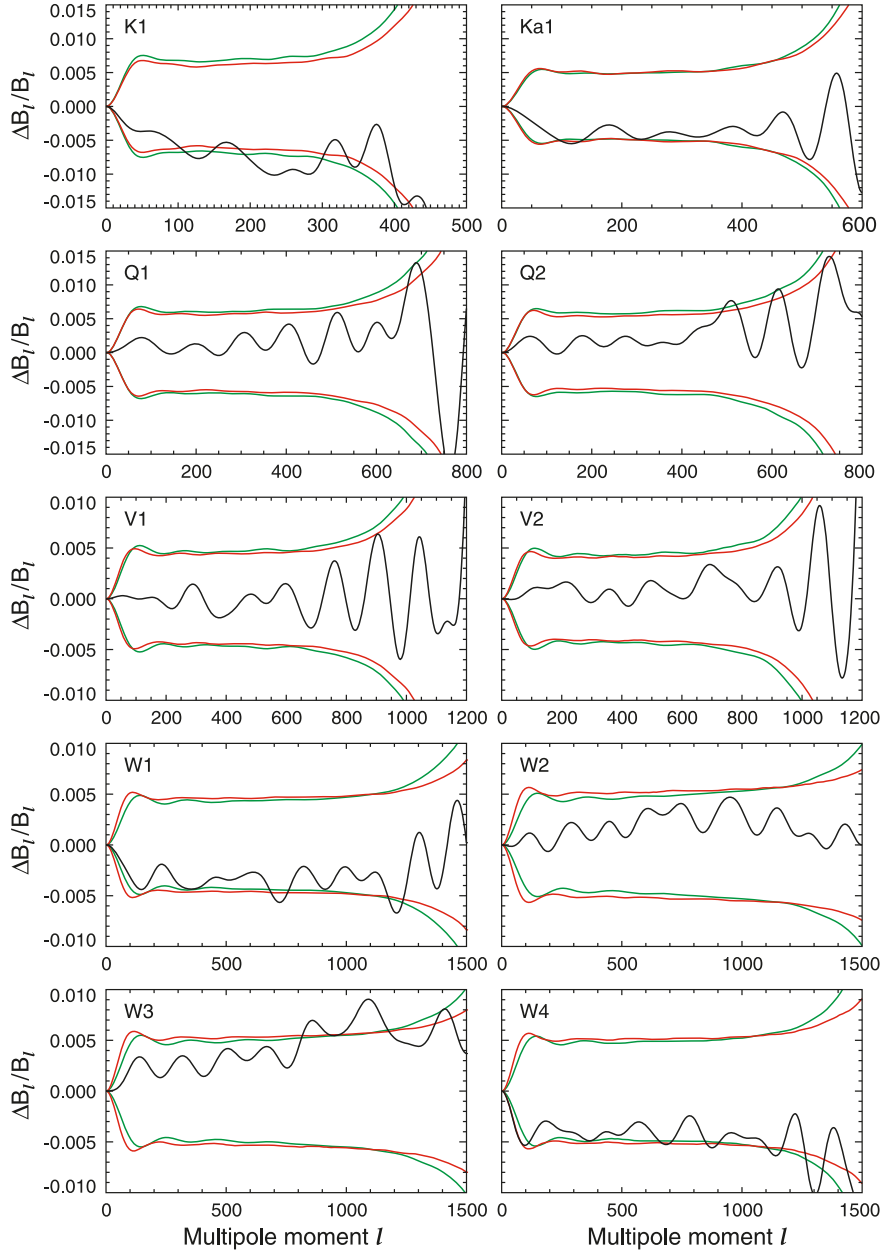 K1
Ka1
ΔB_l/B_l
0.015
0.010
0.005
0.000
-0.005
-0.010
-0.015
0 100 200 300 400 500
0 200 400 600
Q1
Q2
ΔB_l/B_l
0.015
0.010
0.005
0.000
-0.005
-0.010
-0.015
0 200 400 600 800
0 200 400 600 800
V1
V2
ΔB_l/B_l
0.010
0.005
0.000
-0.005
-0.010
0 200 400 600 800 1000 1200
0 200 400 600 800 1000 1200
W1
W2
ΔB_l/B_l
0.010
0.005
0.000
-0.005
-0.010
0 500 1000 1500
0 500 1000 1500
W3
W4
ΔB_l/B_l
0.010
0.005
0.000
-0.005
-0.010
0 500 1000 1500
0 500 1000 1500
Multipole moment l
Multipole moment l